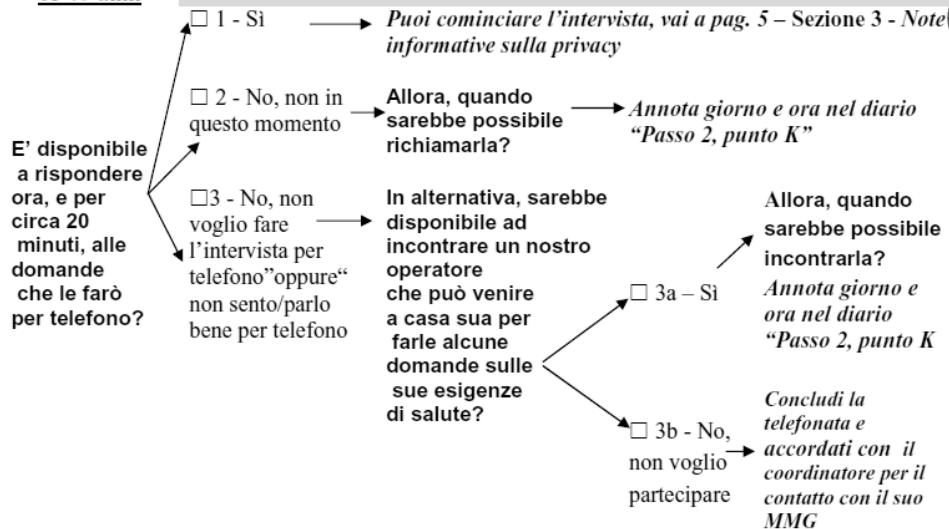 E’ disponibile
a rispondere
ora, e per
circa 20
minuti, alle
domande
che le farò
per telefono?
☐ 1 - Sì
Puoi cominciare l’intervista, vai a pag. 5 – Sezione 3 - Note
informative sulla privacy
☐ 2 - No, non in
questo momento
Allora, quando
sarebbe possibile
richiamarla?
Annota giorno e ora nel diario
“Passo 2, punto K”
☐3 - No, non
voglio fare
l’intervista per
telefono”oppure“
non sento/parlo
bene per telefono
In alternativa, sarebbe
disponibile ad
incontrare un nostro
operatore
che può venire
a casa sua per
farle alcune
domande sulle
sue esigenze
di salute?
☐ 3a – Sì
Allora, quando
sarebbe possibile
incontrarla?
Annota giorno e
ora nel diario
“Passo 2, punto K
☐ 3b - No,
non voglio
partecipare
Concludi la
telefonata e
accordati con il
coordinatore per il
contatto con il suo
MMG